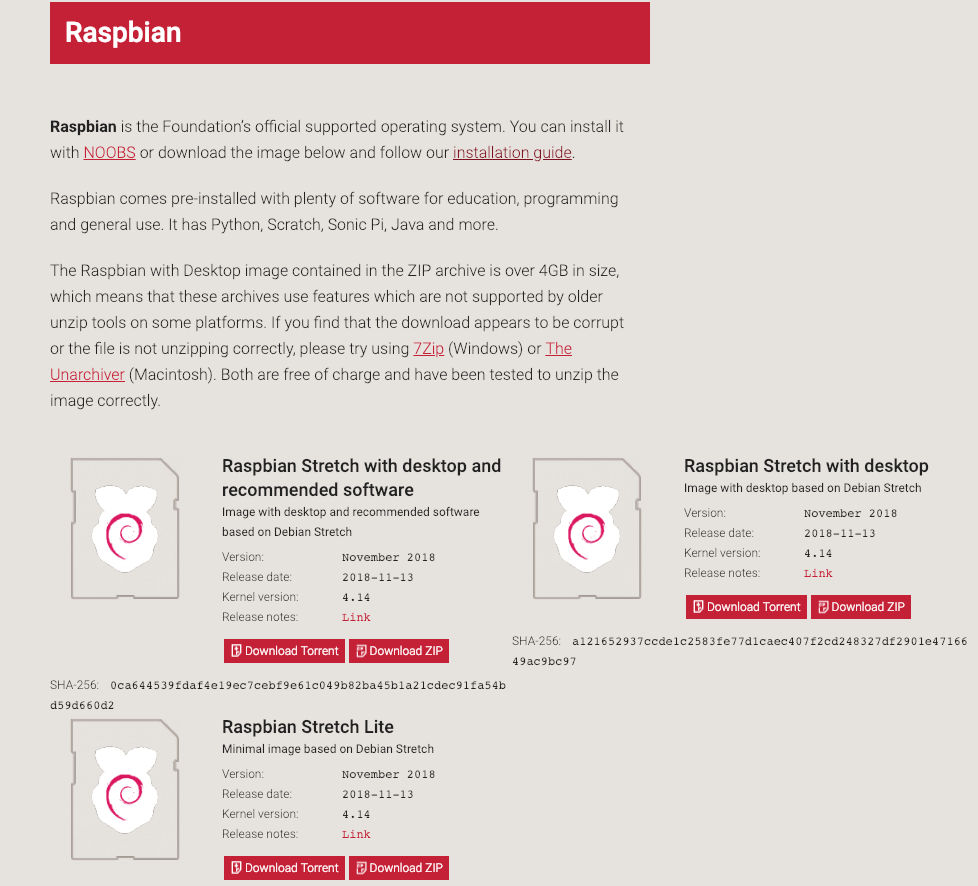 Raspbian
Raspbian is the Foundation's official supported operating system. You can install it
with NOOBS or download the image below and follow our installation guide.
Raspbian comes pre-installed with plenty of software for education, programming
and general use. It has Python, Scratch, Sonic Pi, Java and more.
The Raspbian with Desktop image contained in the ZIP archive is over 4GB in size,
which means that these archives use features which are not supported by older
unzip tools on some platforms. If you find that the download appears to be corrupt
or the file is not unzipping correctly, please try using 7Zip (Windows) or The
Unarchiver (Macintosh). Both are free of charge and have been tested to unzip the
image correctly.
Raspbian Stretch with desktop and
recommended software
Image with desktop and recommended software
based on Debian Stretch
Version: November 2018
Release date: 2018-11-13
Kernel version: 4.14
Release notes: Link
Download Torrent Download ZIP
SHA-256: 0ca644539fdaf4e19ec7cebf9e61c049b82ba45b1a21cdec91fa54b
d59d660d2
Raspbian Stretch with desktop
Image with desktop based on Debian Stretch
Version: November 2018
Release date: 2018-11-13
Kernel version: 4.14
Release notes: Link
Download Torrent Download ZIP
SHA-256: a121652937ccde1c2583fe77d1caec407f2cd248327df2901e47166
49ac9bc97
Raspbian Stretch Lite
Minimal image based on Debian Stretch
Version: November 2018
Release date: 2018-11-13
Kernel version: 4.14
Release notes: Link
Download Torrent Download ZIP